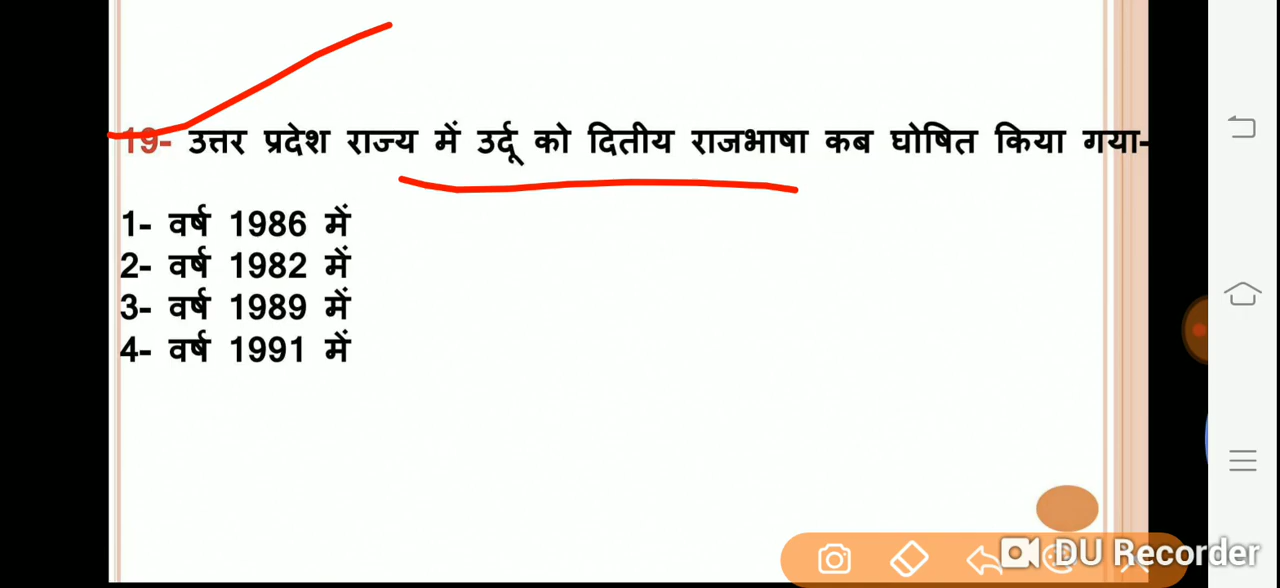 19- उत्तर प्रदेश राज्य में उर्दू को दितीय राजभाषा कब घोषित किया गया-
1- वर्ष 1986 में
2- वर्ष 1982 में
3- वर्ष 1989 में
4- वर्ष 1991 में
DU Recorder